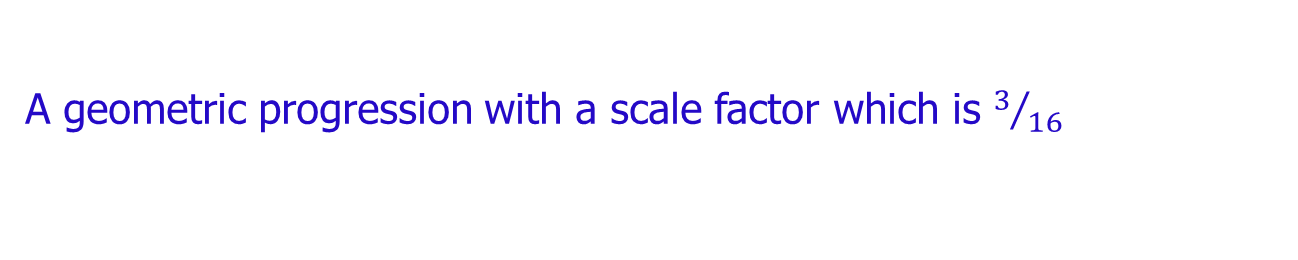 A geometric progression with a scale factor which is 3/16